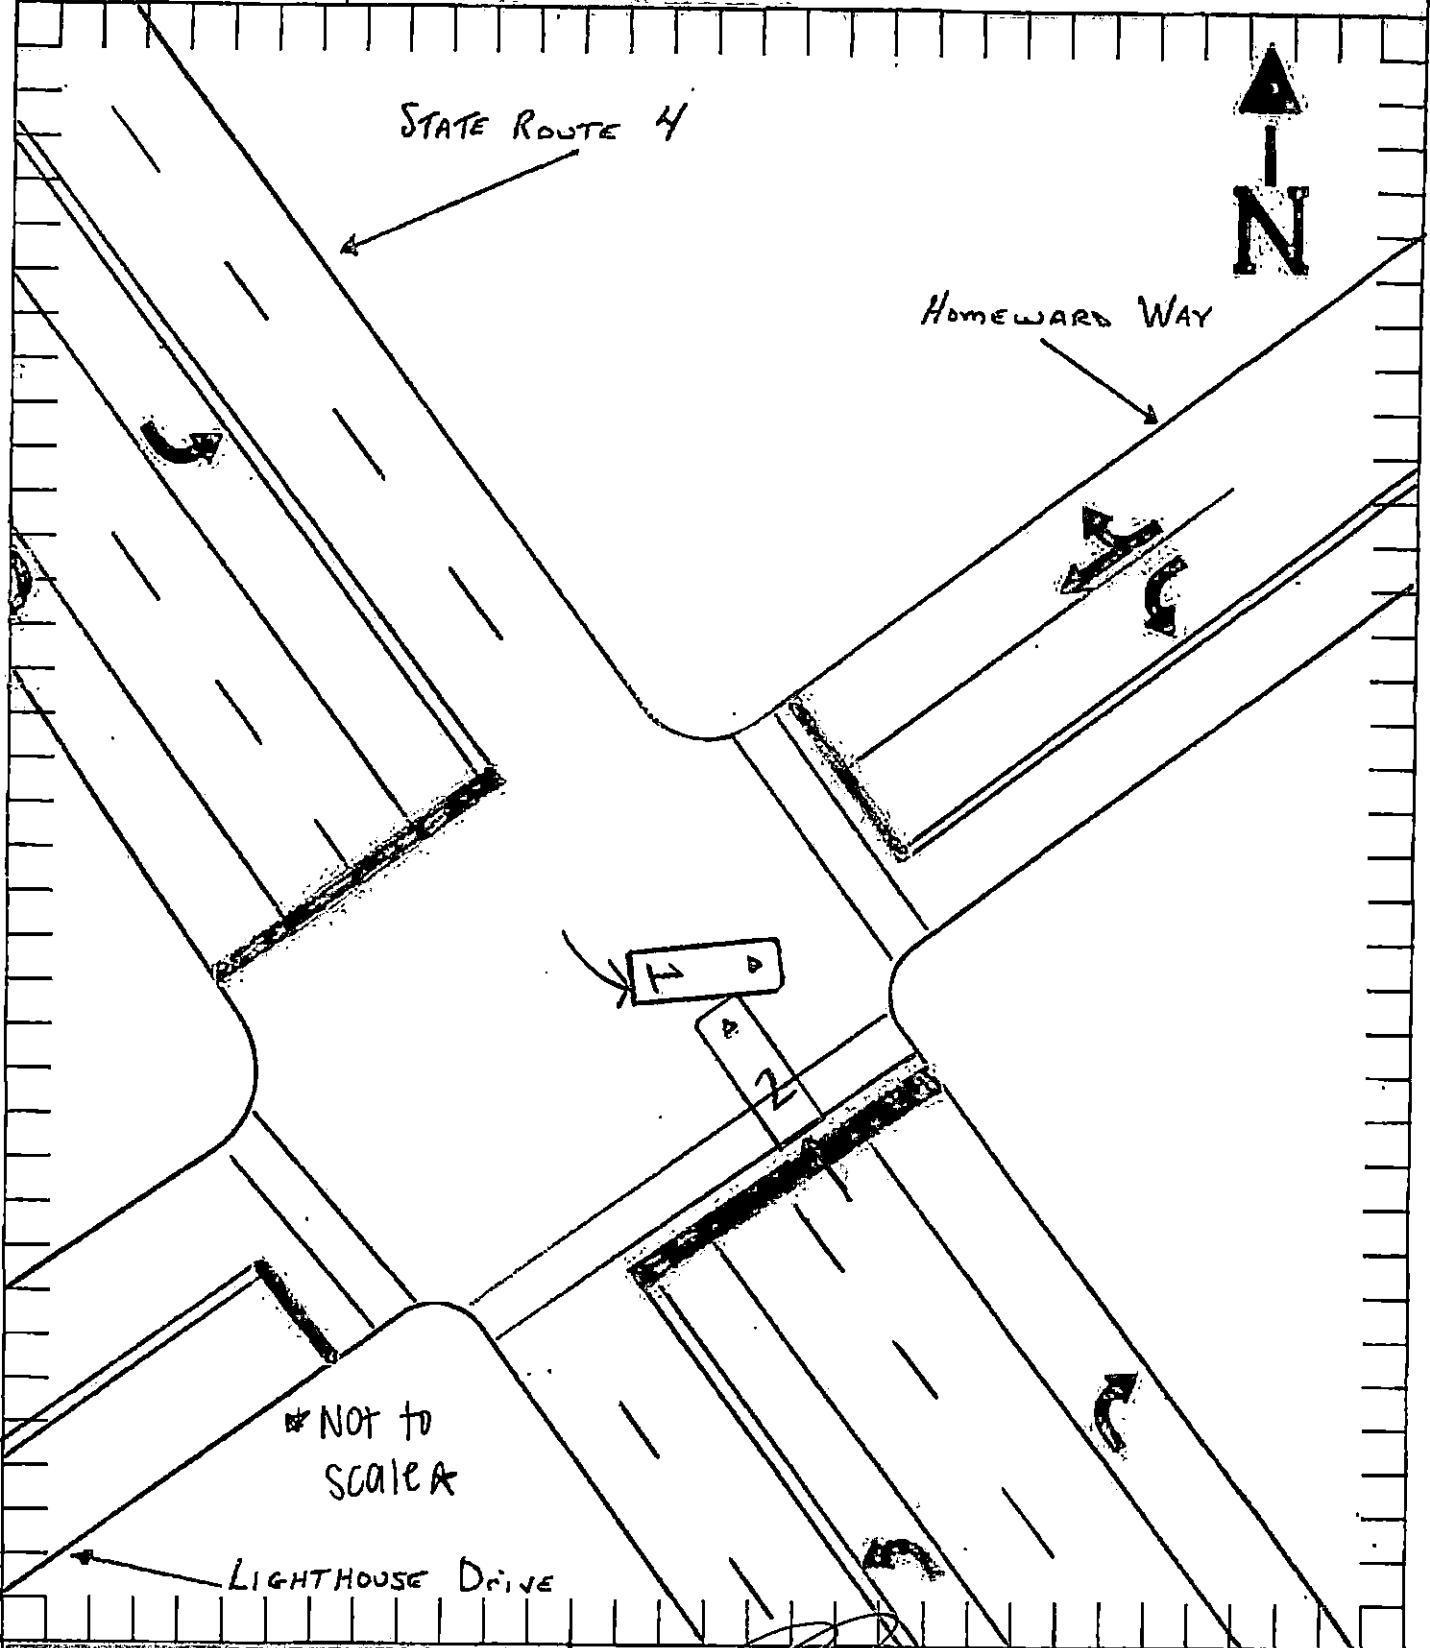 STATE ROUTE 4
N
HOMEWARD WAY
1
2
* NOT to
scale *
LIGHTHOUSE DrivE